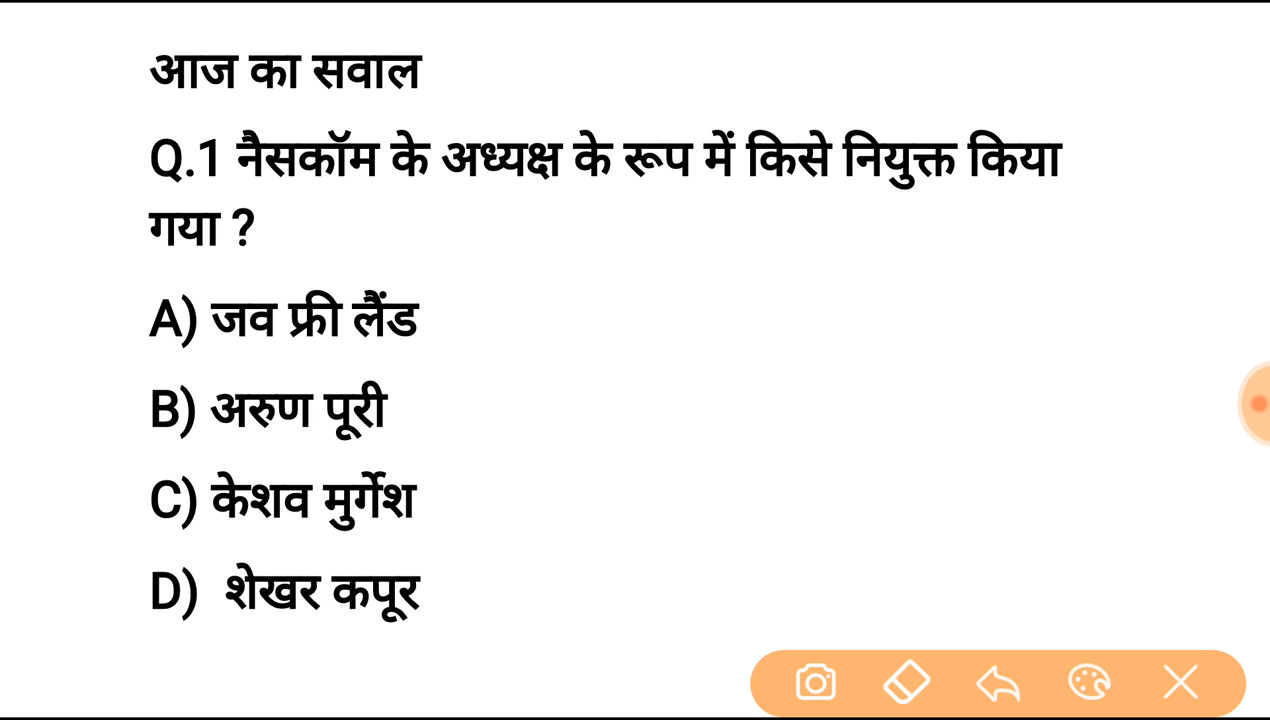 आज का सवाल
Q.1 नैसकॉम के अध्यक्ष के रूप में किसे नियुक्त किया
गया ?
A) जव फ्री लैंड
B) अरुण पूरी
C) केशव मुर्गेश
D) शेखर कपूर